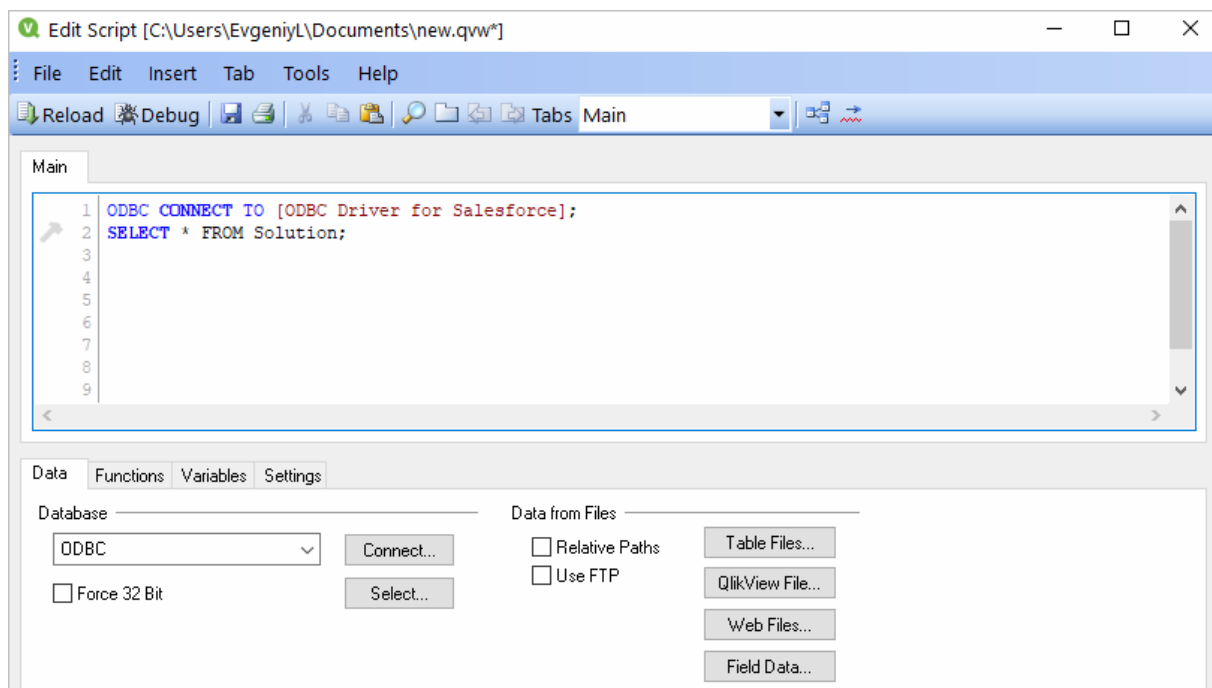 Edit Script [C:\Users\EvgeniyL\Documents\new.qvw*]
File Edit Insert Tab Tools Help
Reload Debug Tabs Main
Main
1 ODBC CONNECT TO [ODBC Driver for Salesforce];
2 SELECT * FROM Solution;
3
4
5
6
7
8
9
Data Functions Variables Settings
Database Data from Files
ODBC Connect... Relative Paths Table Files...
Force 32 Bit Select... Use FTP QlikView File...
Web Files...
Field Data...